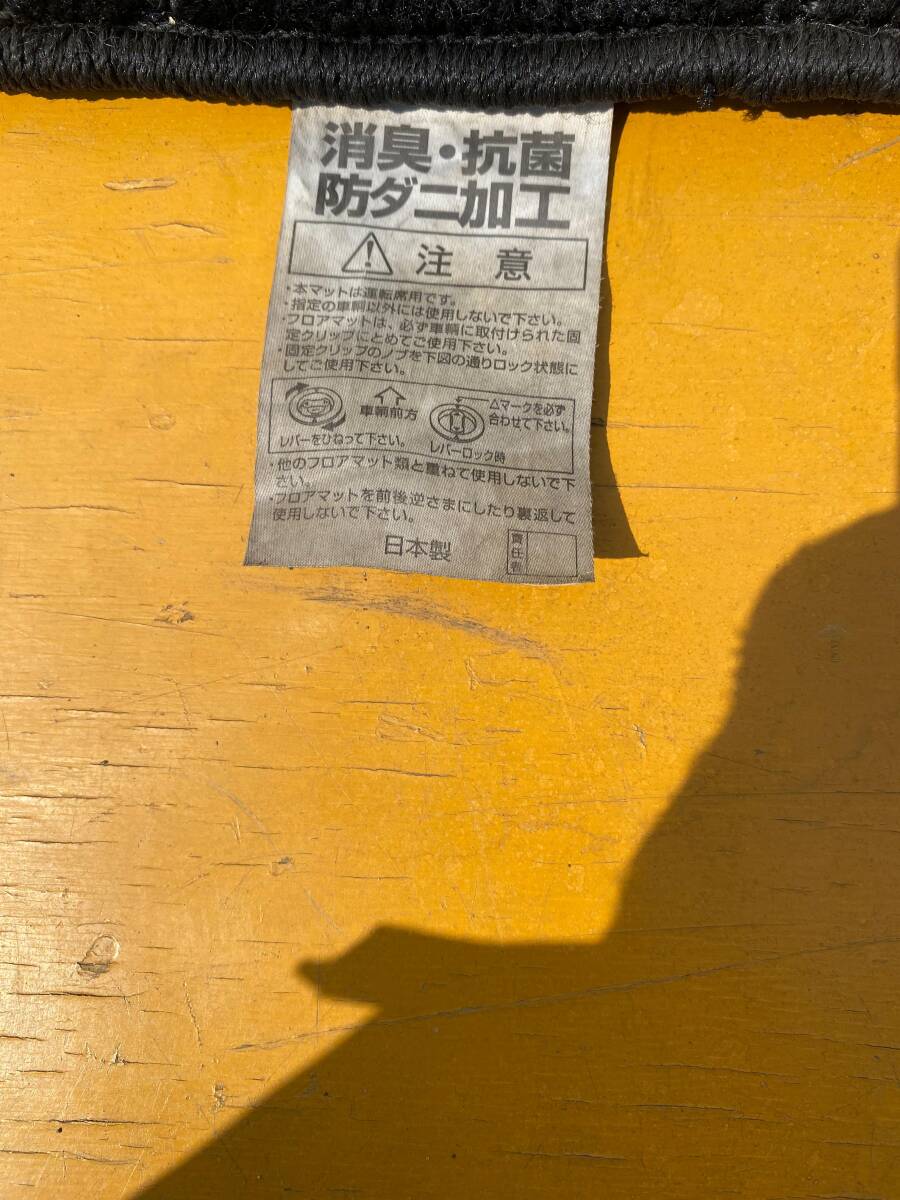 消臭・抗菌
防ダニ加工
注 意
・本マットは運転席用です。
・指定の車輌以外には使用しないで下さい。
・フロアマットは、必ず車輌に取付けられた固
定クリップにとめてご使用下さい。
・固定クリップのノブを下図の通りロック状態に
してご使用下さい。
車輌前方
△マークを必ず
合わせて下さい。
レバーをひねって下さい。
レバーロック時
・他のフロアマット類と重ねて使用しないで下
さい。
・フロアマットを前後逆さまにしたり裏返して
使用しないで下さい。
日本製
責任者